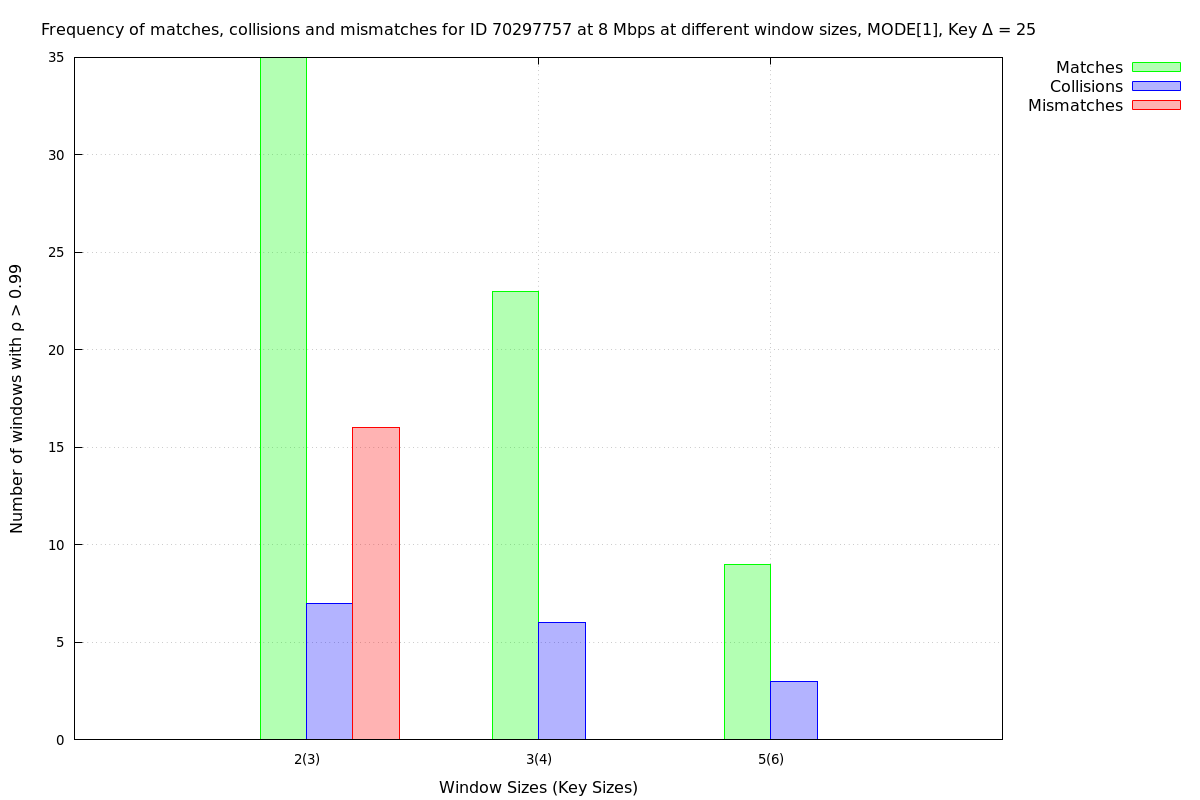 Frequency of matches, collisions and mismatches for ID 70297757 at 8 Mbps at different window sizes, MODE[1], Key Δ = 25
Matches
Collisions
Mismatches
Number of windows with ρ > 0.99
35
30
25
20
15
10
5
0
2(3)
3(4)
5(6)
Window Sizes (Key Sizes)